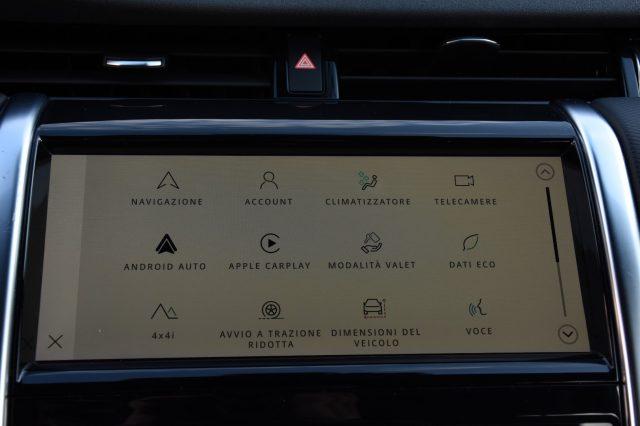 NAVIGAZIONE
ACCOUNT
CLIMATIZZATORE
TELECAMERE
ANDROID AUTO
APPLE CARPLAY
MODALITÀ VALET
DATI ECO
4x4i
AVVIO A TRAZIONE
RIDOTTA
DIMENSIONI DEL
VEICOLO
VOCE